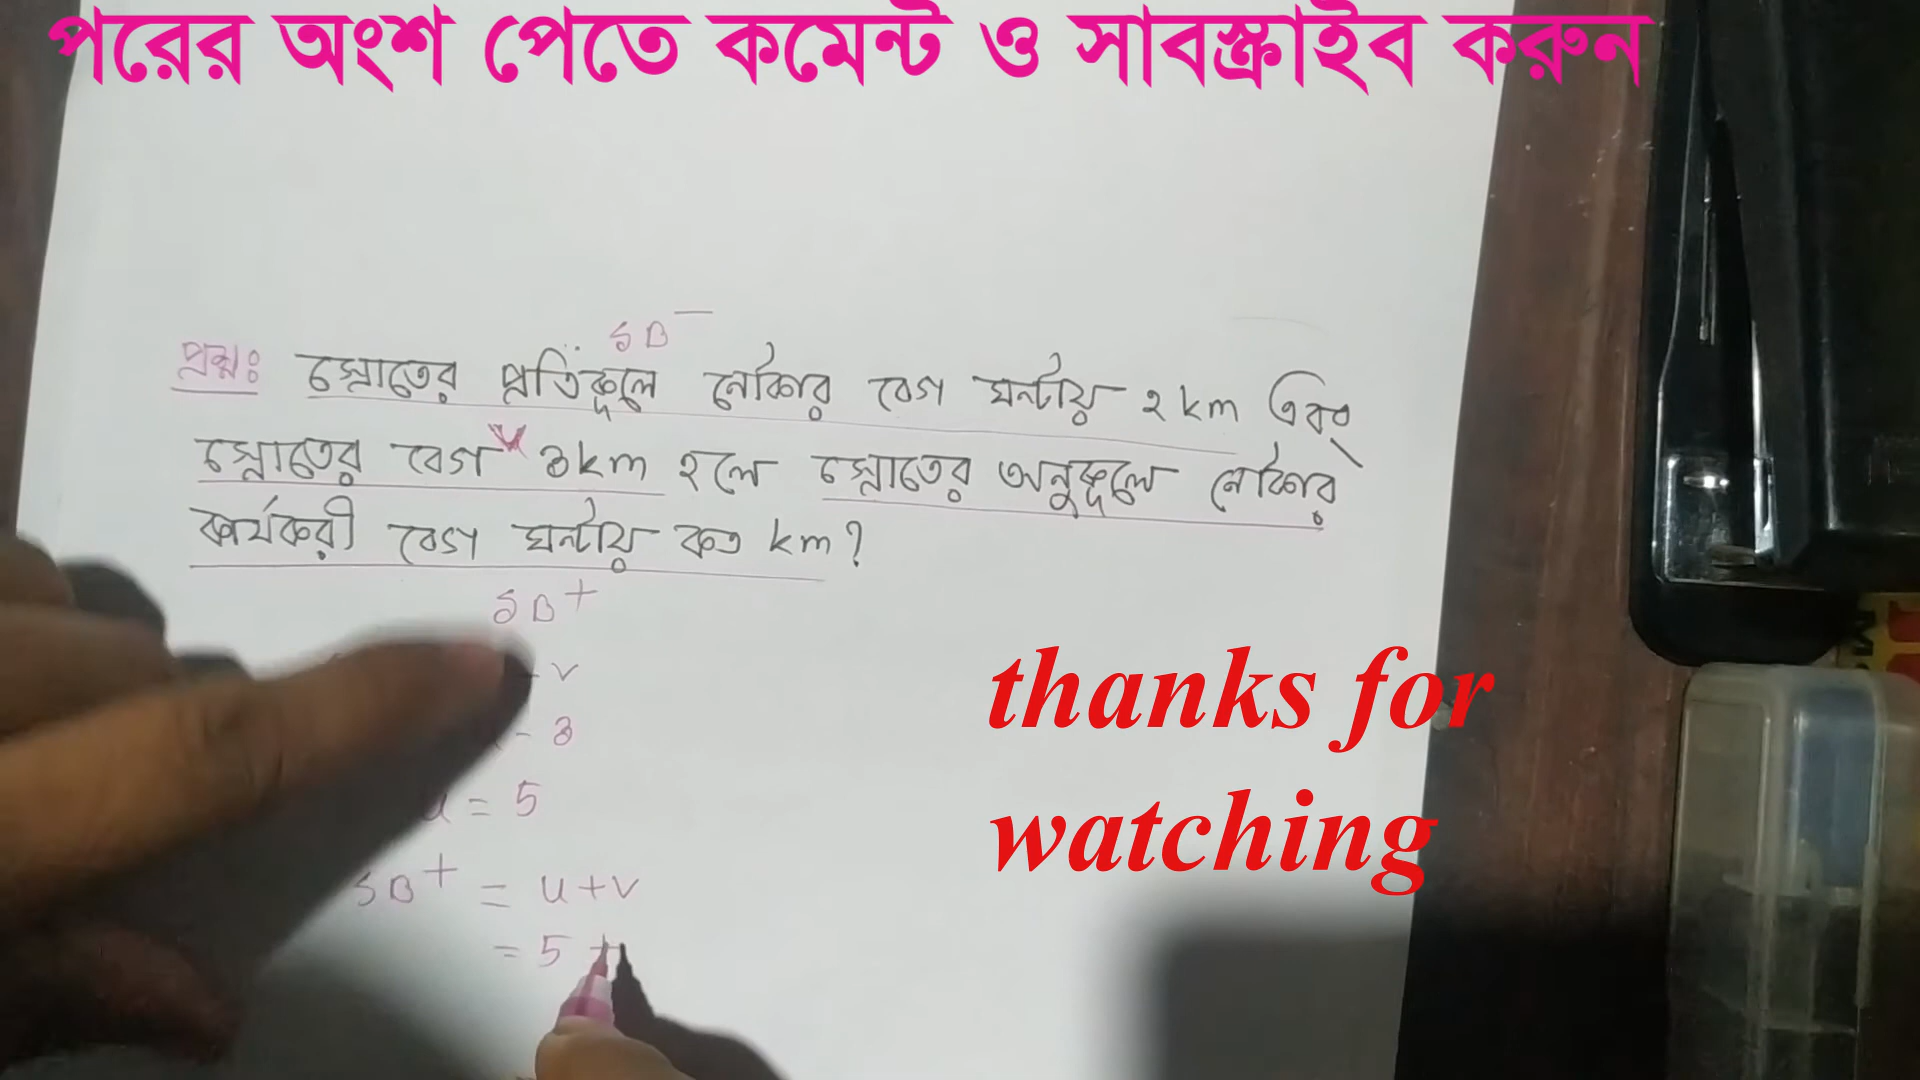 পরের অংশ পেতে কমেন্ট ও সাবস্ক্রাইব করুন
SB⁻
প্রশ্নঃ স্রোতের প্রতিকূলে নৌকার বেগ ঘন্টায় ২km এবং
স্রোতের বেগ v ৩km হলে স্রোতের অনুকূলে নৌকার
কার্যকরী বেগ ঘন্টায় কত km?
SB⁺
v
- ৩
u = 5
SB⁺ = u+v
= 5 +
thanks for
watching